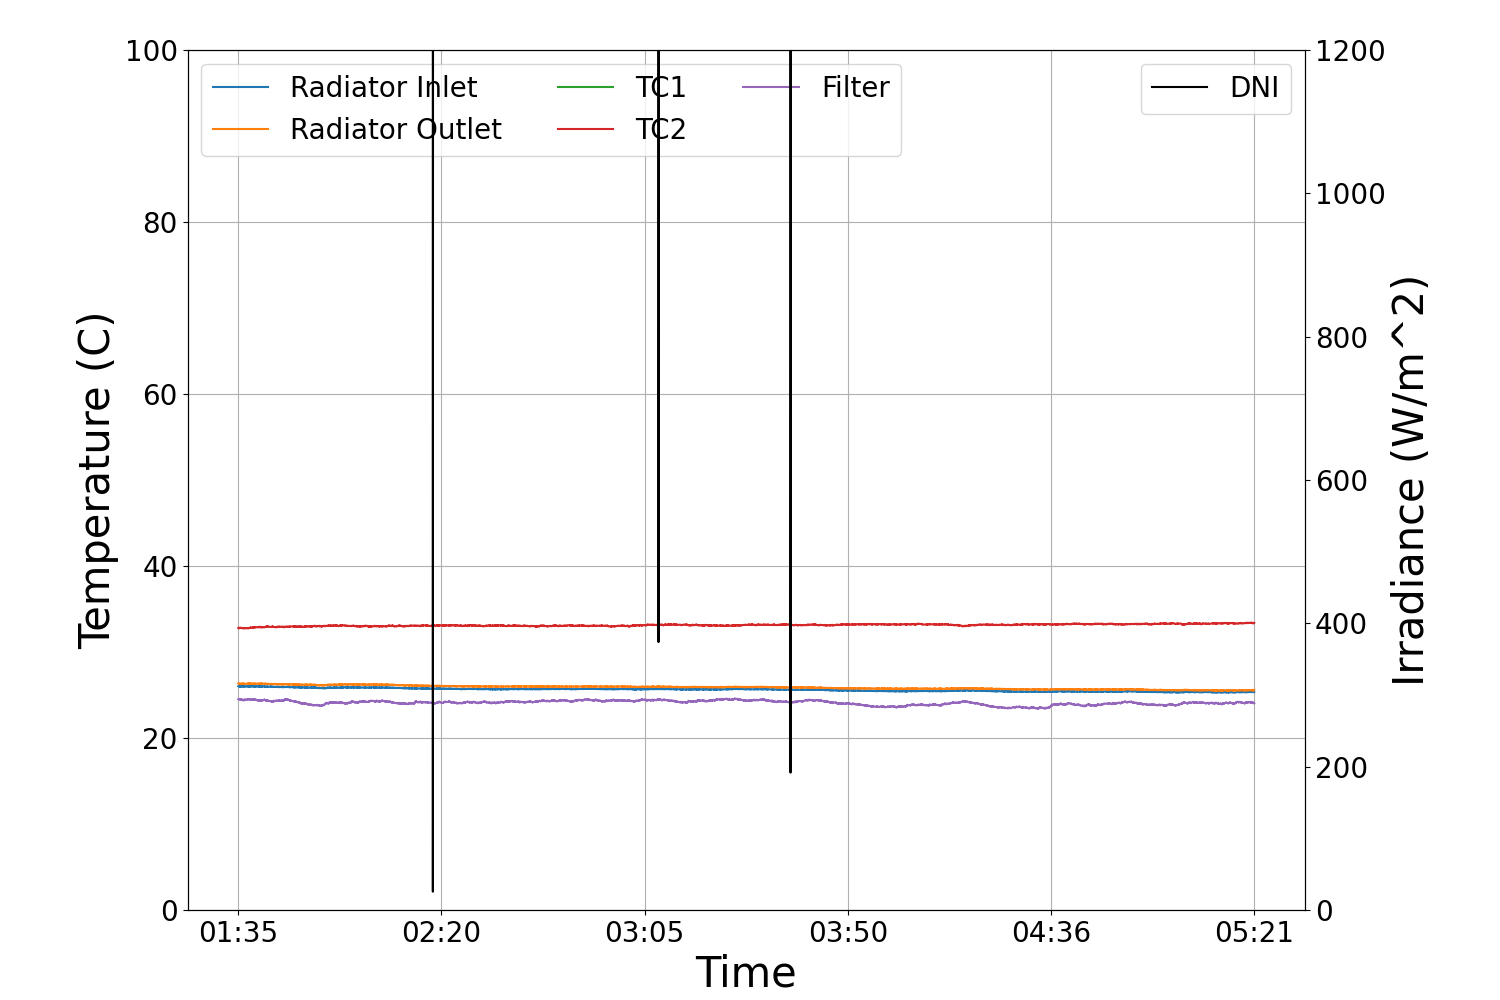 100
80
60
40
20
0
1200
1000
800
600
400
200
0
Radiator Inlet
Radiator Outlet
TC1
TC2
Filter
DNI
Temperature (C)
Irradiance (W/m^2)
01:35 02:20 03:05 03:50 04:36 05:21
Time